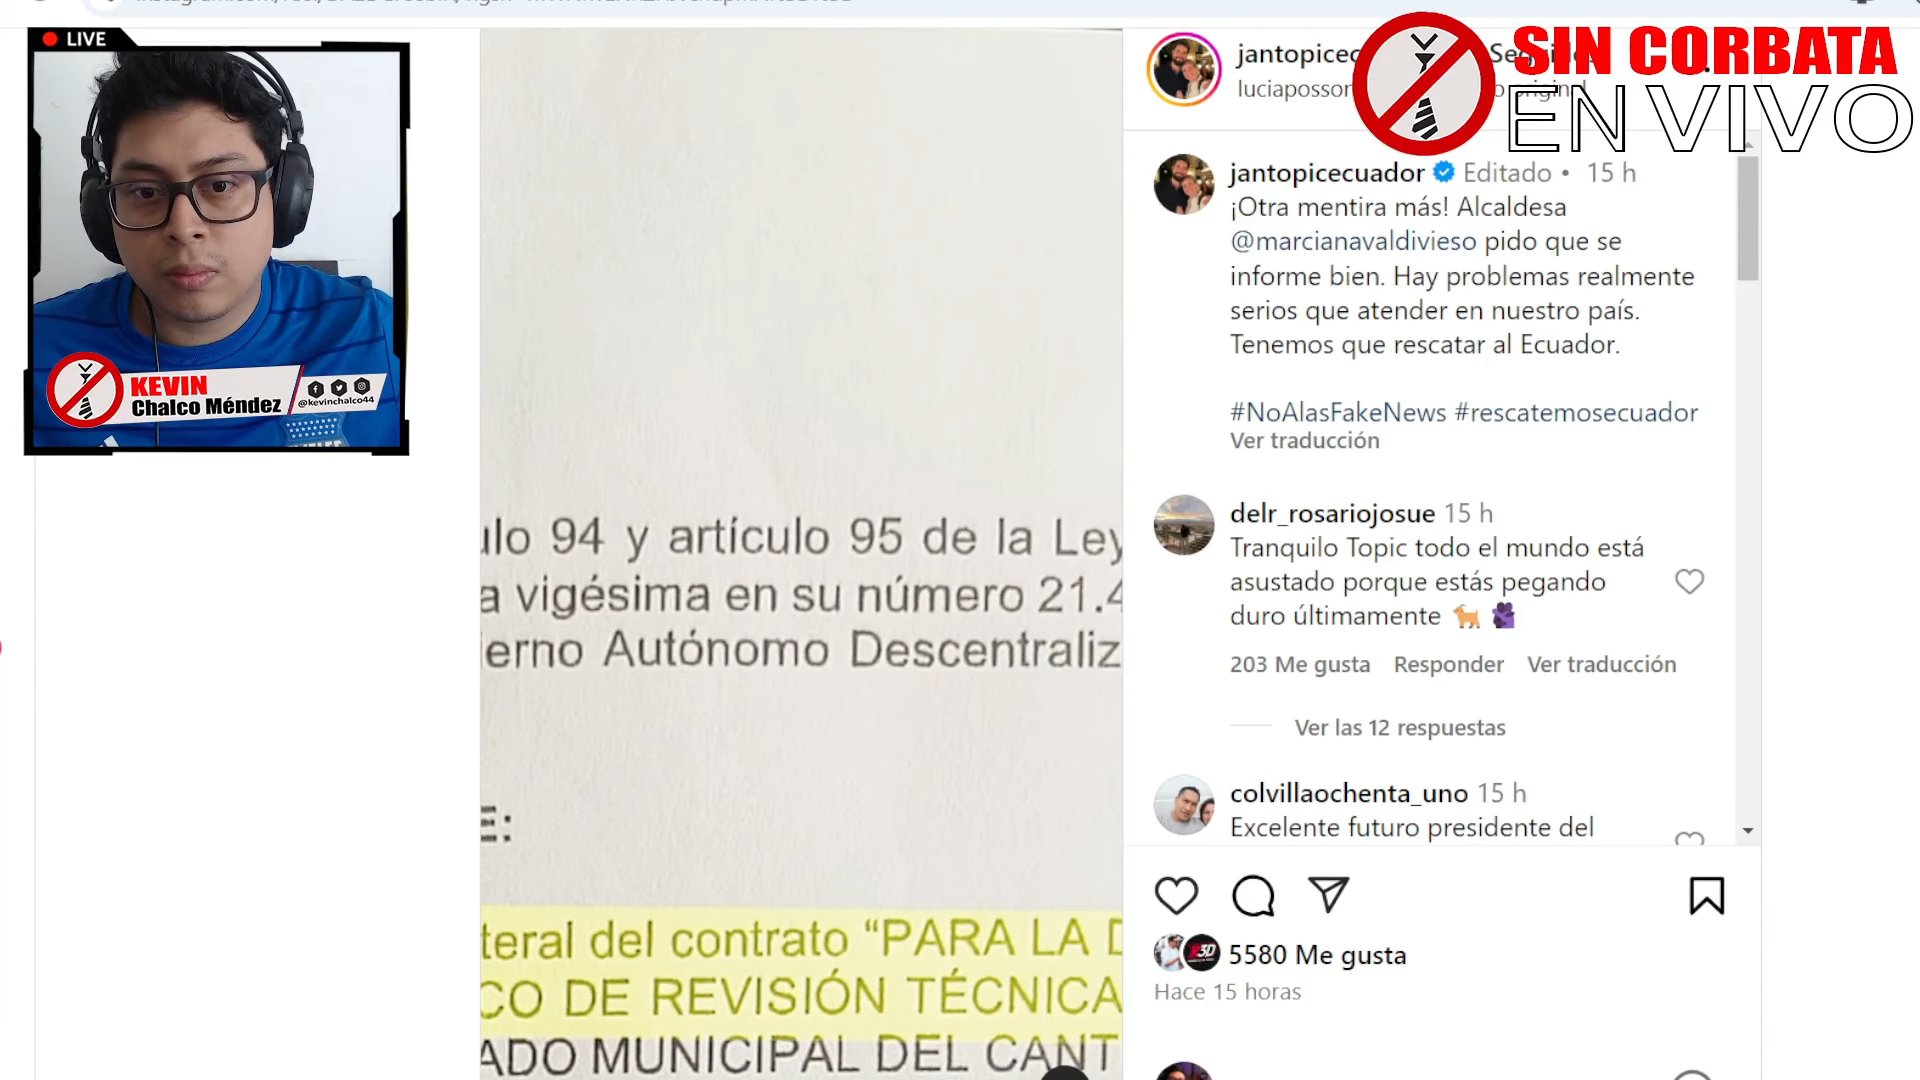 LIVE
SIN CORBATA
EN VIVO
jantopicec
luciaposso
original
KEVIN
Chalco Méndez
@kevinchalco44
jantopicecuador Editado • 15 h
¡Otra mentira más! Alcaldesa
@marcianavaldivieso pido que se
informe bien. Hay problemas realmente
serios que atender en nuestro país.
Tenemos que rescatar al Ecuador.
#NoAlasFakeNews #rescatemosecuador
Ver traducción
delr_rosariojosue 15 h
Tranquilo Topic todo el mundo está
asustado porque estás pegando
duro últimamente
203 Me gusta Responder Ver traducción
Ver las 12 respuestas
colvillaochenta_uno 15 h
Excelente futuro presidente del
5580 Me gusta
Hace 15 horas
ulo 94 y artículo 95 de la Ley
a vigésima en su número 21.4
ierno Autónomo Descentraliz
E:
teral del contrato “PARA LA D
CO DE REVISIÓN TÉCNICA
ADO MUNICIPAL DEL CANT